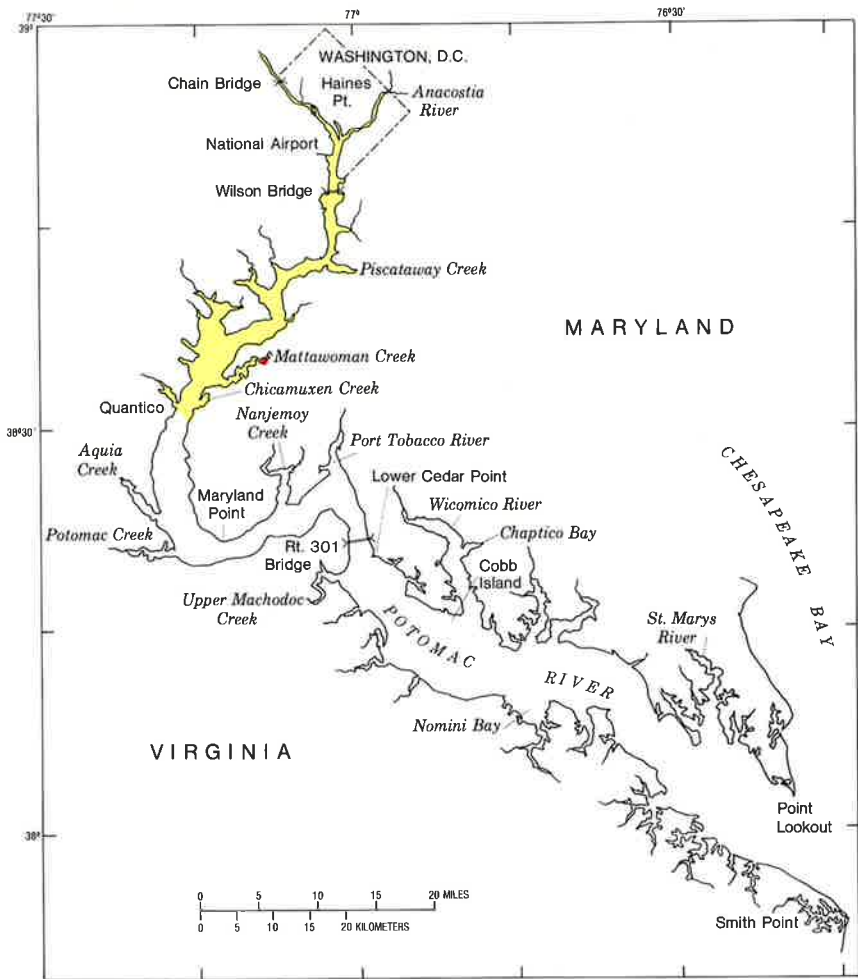 77°30'
77°
76°30'
39°
WASHINGTON, D.C.
Chain Bridge
Haines
Pt.
Anacostia
River
National Airport
Wilson Bridge
Piscataway Creek
MARYLAND
Mattawoman Creek
Chicamuxen Creek
Quantico
Nanjemoy
Creek
38°30'
Port Tobacco River
Aquia
Creek
Lower Cedar Point
Maryland
Point
Wicomico River
CHESAPEAKE BAY
Potomac Creek
Rt. 301
Bridge
Chaptico Bay
Cobb
Island
Upper Machodoc
Creek
POTOMAC RIVER
St. Marys
River
Nomini Bay
VIRGINIA
Point
Lookout
38°
0 5 10 15 20 MILES
0 5 10 15 20 KILOMETERS
Smith Point